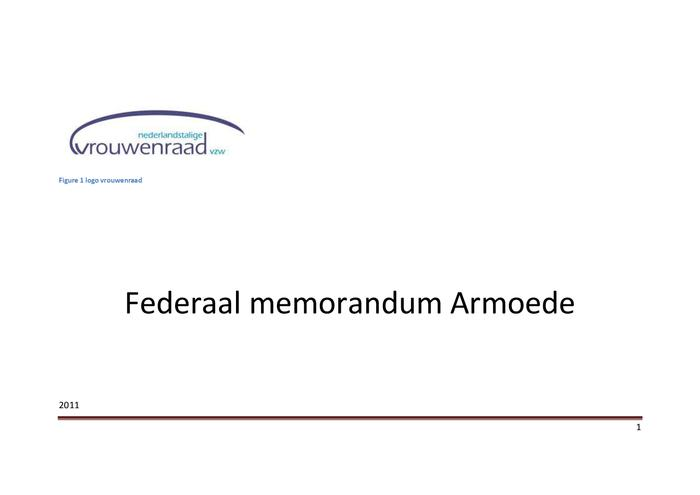 nederlandstalige
vrouwenraad vzw
Figure 1 logo vrouwenraad
Federaal memorandum Armoede
2011
1